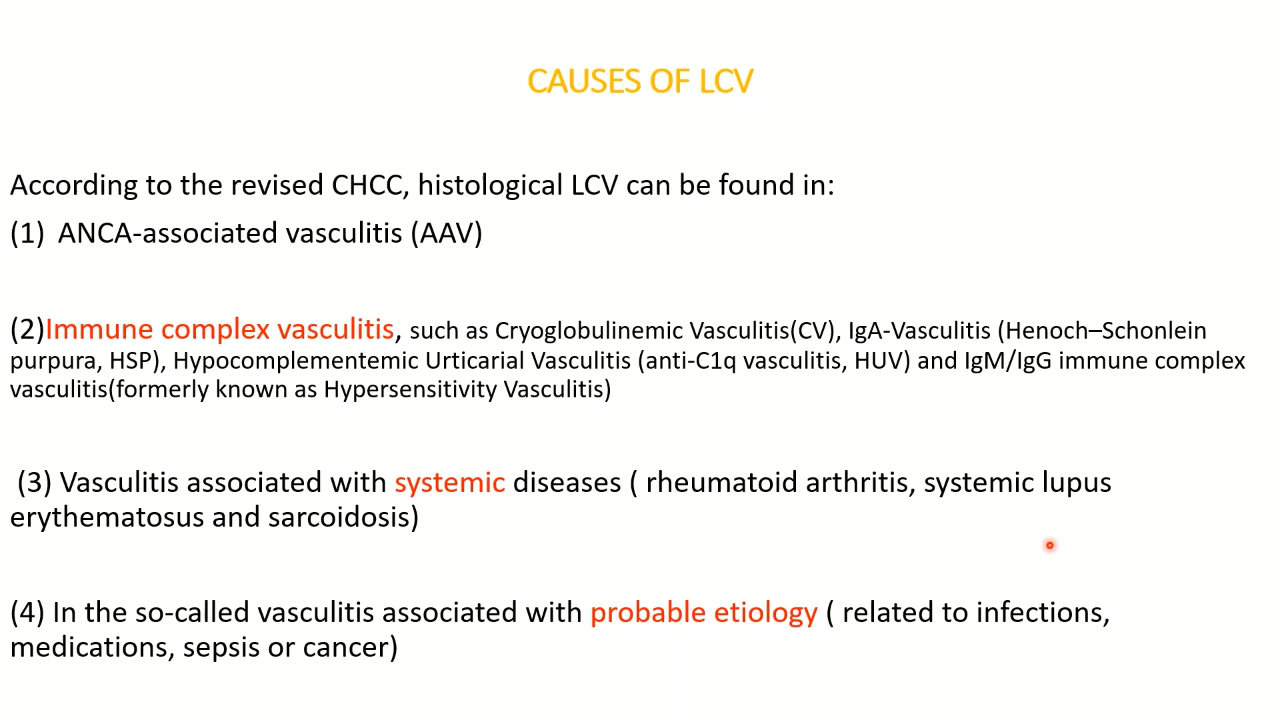 CAUSES OF LCV
According to the revised CHCC, histological LCV can be found in:
(1) ANCA-associated vasculitis (AAV)
(2)Immune complex vasculitis, such as Cryoglobulinemic Vasculitis(CV), IgA-Vasculitis (Henoch–Schonlein
purpura, HSP), Hypocomplementemic Urticarial Vasculitis (anti-C1q vasculitis, HUV) and IgM/IgG immune complex
vasculitis(formerly known as Hypersensitivity Vasculitis)
(3) Vasculitis associated with systemic diseases ( rheumatoid arthritis, systemic lupus
erythematosus and sarcoidosis)
(4) In the so-called vasculitis associated with probable etiology ( related to infections,
medications, sepsis or cancer)